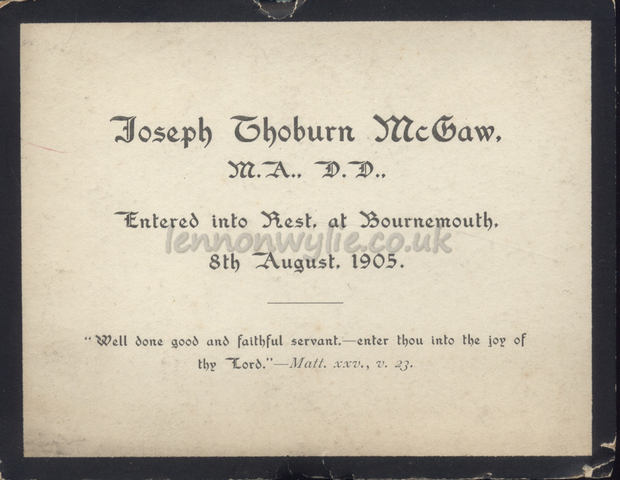 Joseph Thoburn McGaw,
M.A., D.D.,
Entered into Rest, at Bournemouth,
lennonwylie.co.uk
8th August, 1905.
"Well done good and faithful servant,—enter thou into the joy of
thy Lord."—Matt. xxv., v. 23.